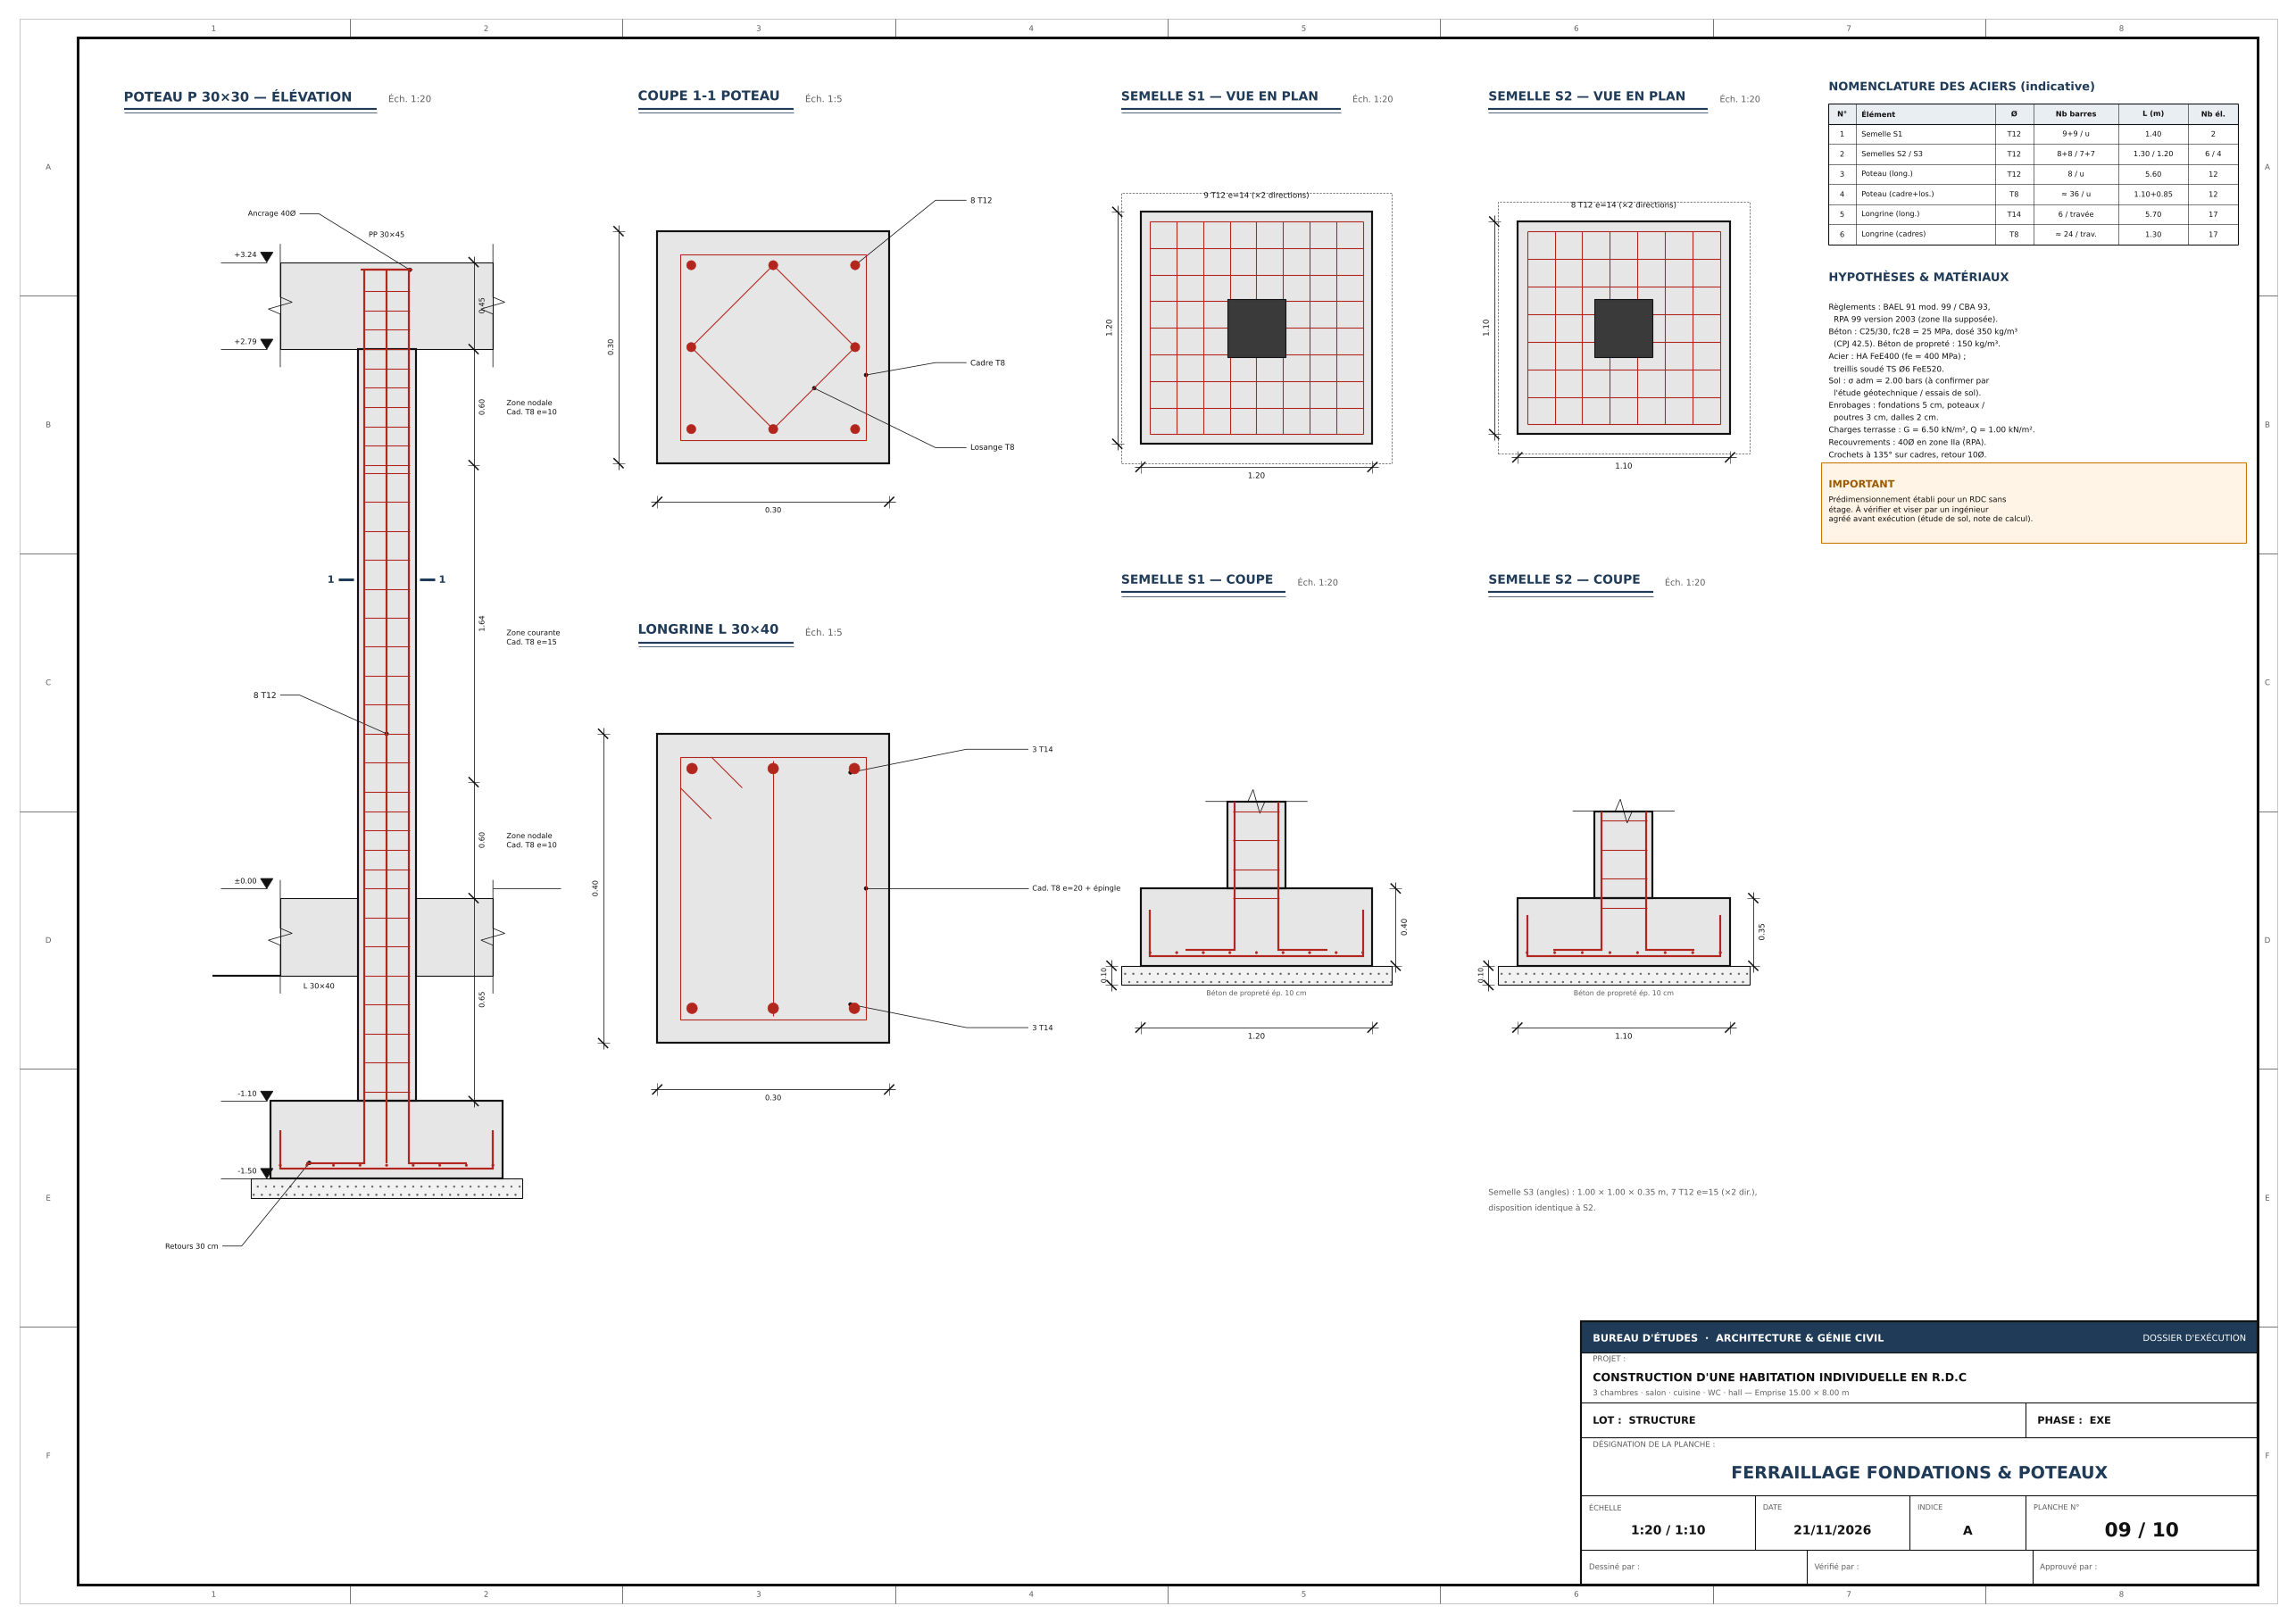 1 2 3 4 5 6 7 8
A
B
C
D
E
F
A
B
C
D
E
F
POTEAU P 30×30 — ÉLÉVATION Éch. 1:20
Ancrage 40Ø
PP 30×45
+3.24
0.45
+2.79
0.60
Zone nodale
Cad. T8 e=10
1 1
1.64
Zone courante
Cad. T8 e=15
8 T12
0.60
Zone nodale
Cad. T8 e=10
±0.00
L 30×40
0.65
-1.10
-1.50
Retours 30 cm
COUPE 1-1 POTEAU Éch. 1:5
8 T12
0.30
Cadre T8
Losange T8
0.30
LONGRINE L 30×40 Éch. 1:5
3 T14
0.40
Cad. T8 e=20 + épingle
3 T14
0.30
SEMELLE S1 — VUE EN PLAN Éch. 1:20
9 T12 e=14 (×2 directions)
1.20
1.20
SEMELLE S2 — VUE EN PLAN Éch. 1:20
8 T12 e=14 (×2 directions)
1.10
1.10
SEMELLE S1 — COUPE Éch. 1:20
0.40
0.10
Béton de propreté ép. 10 cm
1.20
SEMELLE S2 — COUPE Éch. 1:20
0.35
0.10
Béton de propreté ép. 10 cm
1.10
Semelle S3 (angles) : 1.00 × 1.00 × 0.35 m, 7 T12 e=15 (×2 dir.),
disposition identique à S2.
NOMENCLATURE DES ACIERS (indicative)
N° Élément Ø Nb barres L (m) Nb él.
1 Semelle S1 T12 9+9 / u 1.40 2
2 Semelles S2 / S3 T12 8+8 / 7+7 1.30 / 1.20 6 / 4
3 Poteau (long.) T12 8 / u 5.60 12
4 Poteau (cadre+los.) T8 ≈ 36 / u 1.10+0.85 12
5 Longrine (long.) T14 6 / travée 5.70 17
6 Longrine (cadres) T8 ≈ 24 / trav. 1.30 17
HYPOTHÈSES & MATÉRIAUX
Règlements : BAEL 91 mod. 99 / CBA 93,
RPA 99 version 2003 (zone IIa supposée).
Béton : C25/30, fc28 = 25 MPa, dosé 350 kg/m³
(CPJ 42.5). Béton de propreté : 150 kg/m³.
Acier : HA FeE400 (fe = 400 MPa) ;
treillis soudé TS Ø6 FeE520.
Sol : σ adm = 2.00 bars (à confirmer par
l'étude géotechnique / essais de sol).
Enrobages : fondations 5 cm, poteaux /
poutres 3 cm, dalles 2 cm.
Charges terrasse : G = 6.50 kN/m², Q = 1.00 kN/m².
Recouvrements : 40Ø en zone IIa (RPA).
Crochets à 135° sur cadres, retour 10Ø.
IMPORTANT
Prédimensionnement établi pour un RDC sans
étage. À vérifier et viser par un ingénieur
agréé avant exécution (étude de sol, note de calcul).
BUREAU D'ÉTUDES · ARCHITECTURE & GÉNIE CIVIL DOSSIER D'EXÉCUTION
PROJET :
CONSTRUCTION D'UNE HABITATION INDIVIDUELLE EN R.D.C
3 chambres · salon · cuisine · WC · hall — Emprise 15.00 × 8.00 m
LOT : STRUCTURE PHASE : EXE
DÉSIGNATION DE LA PLANCHE :
FERRAILLAGE FONDATIONS & POTEAUX
ÉCHELLE DATE INDICE PLANCHE N°
1:20 / 1:10 21/11/2026 A 09 / 10
Dessiné par : Vérifié par : Approuvé par :
1 2 3 4 5 6 7 8